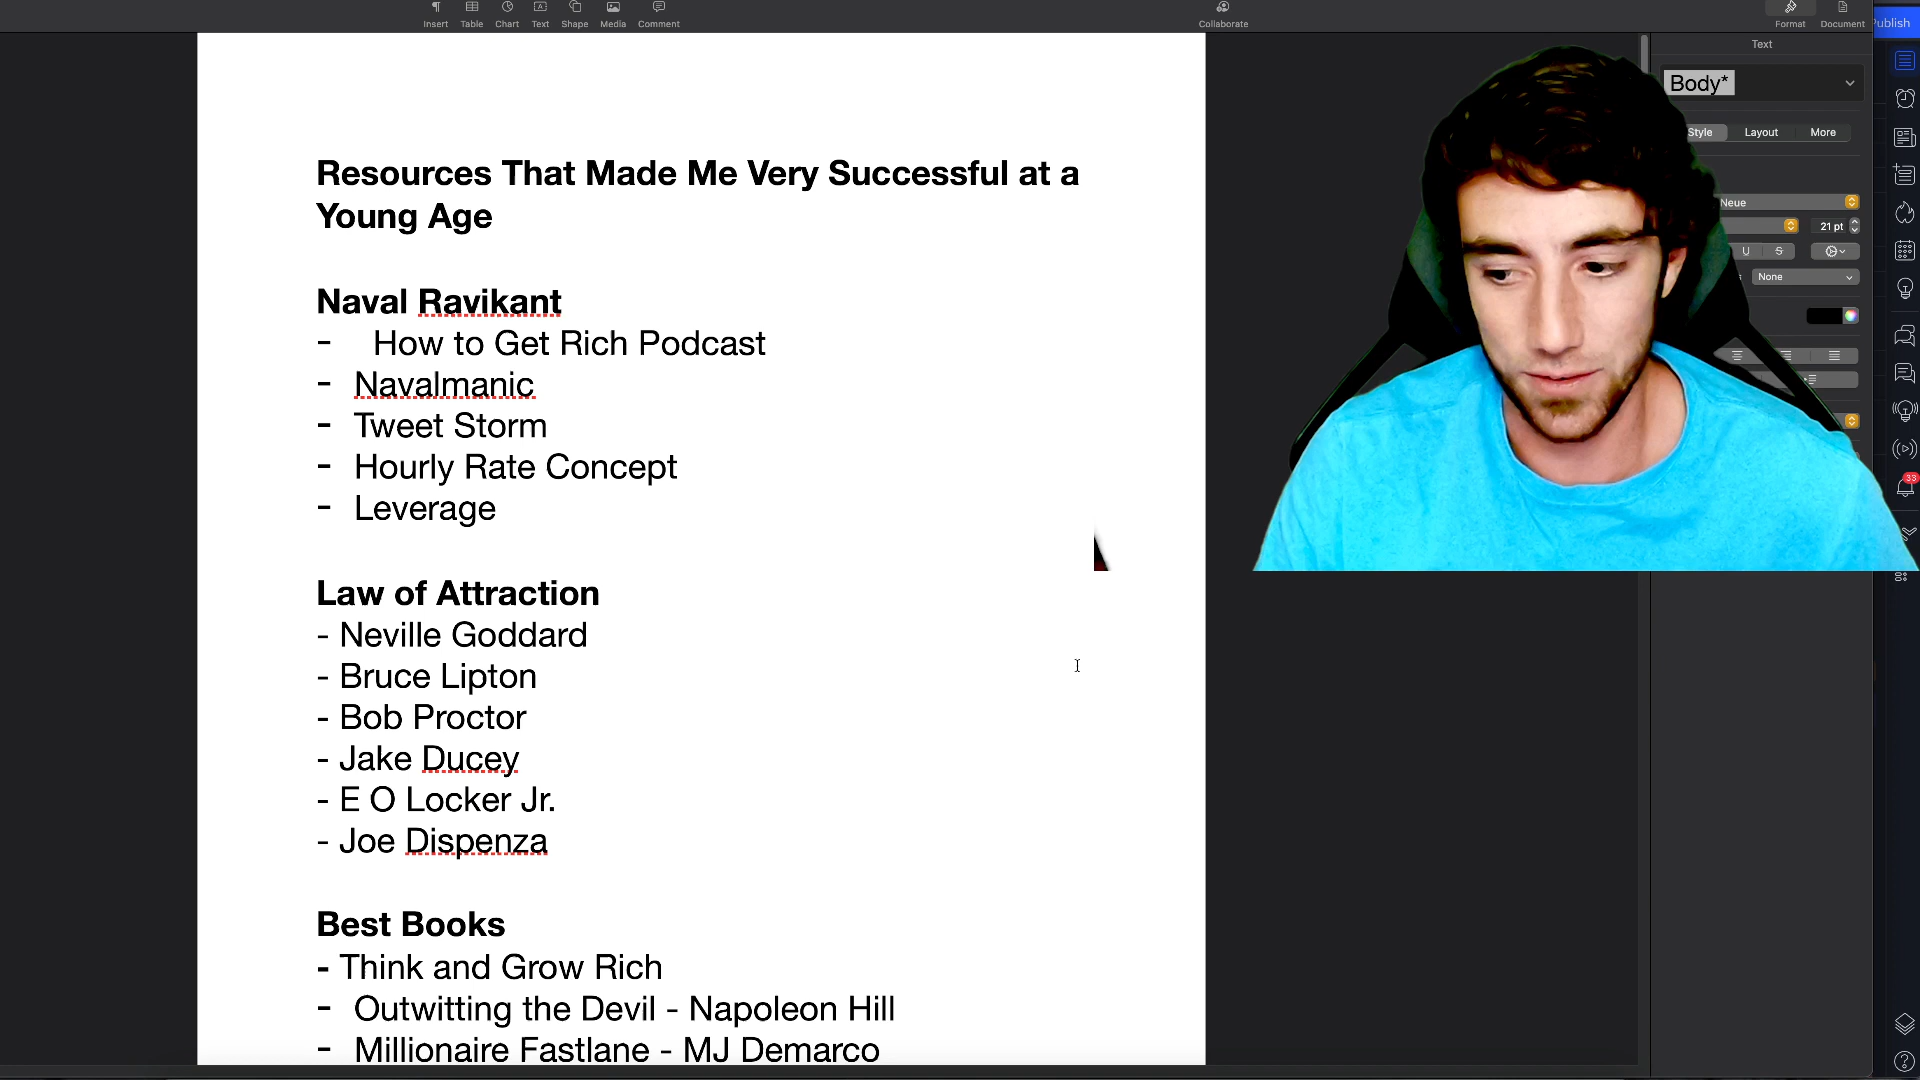 Insert Table Chart Text Shape Media Comment Collaborate Format Document
Publish
Text
Body*
Style Layout More
Neue
21 pt
U S
None
33
Resources That Made Me Very Successful at a
Young Age
Naval Ravikant
- How to Get Rich Podcast
- Navalmanic
- Tweet Storm
- Hourly Rate Concept
- Leverage
Law of Attraction
- Neville Goddard
- Bruce Lipton
- Bob Proctor
- Jake Ducey
- E O Locker Jr.
- Joe Dispenza
Best Books
- Think and Grow Rich
- Outwitting the Devil - Napoleon Hill
- Millionaire Fastlane - MJ Demarco